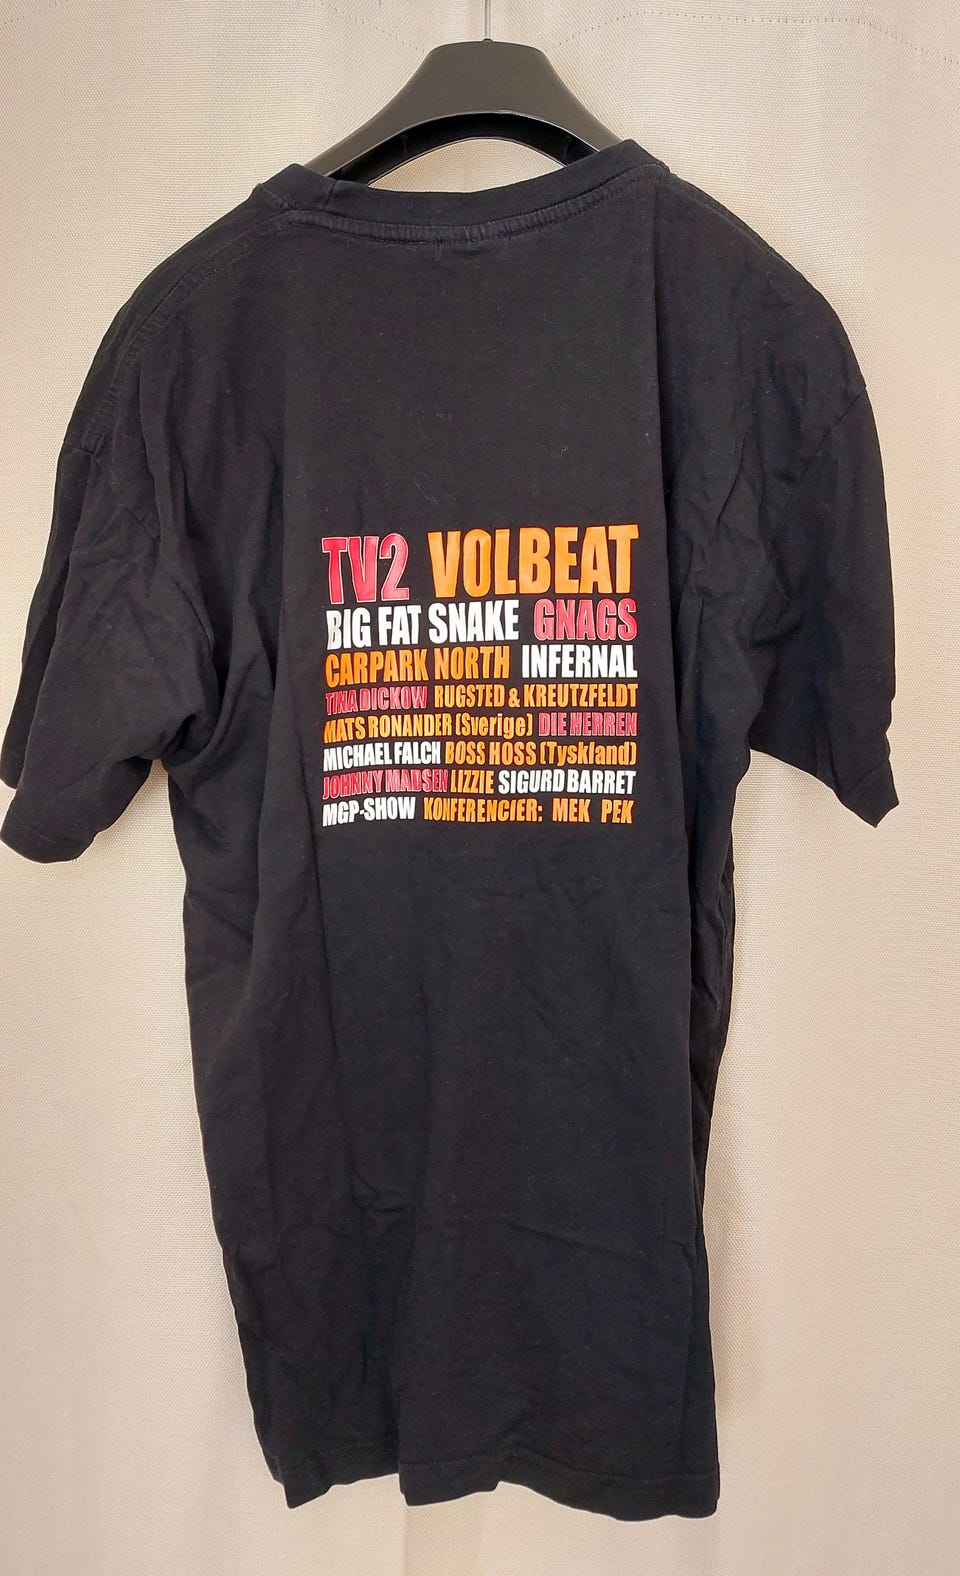 TV2 VOLBEAT
BIG FAT SNAKE GNAGS
CARPARK NORTH INFERNAL
TINA DICKOW RUGSTED & KREUTZFELDT
MATS RONANDER (Sverige) DIE HERREN
MICHAEL FALCH BOSS HOSS (Tyskland)
JOHNNY MADSEN LIZZIE SIGURD BARRET
MGP-SHOW KONFERENCIER: MEK PEK